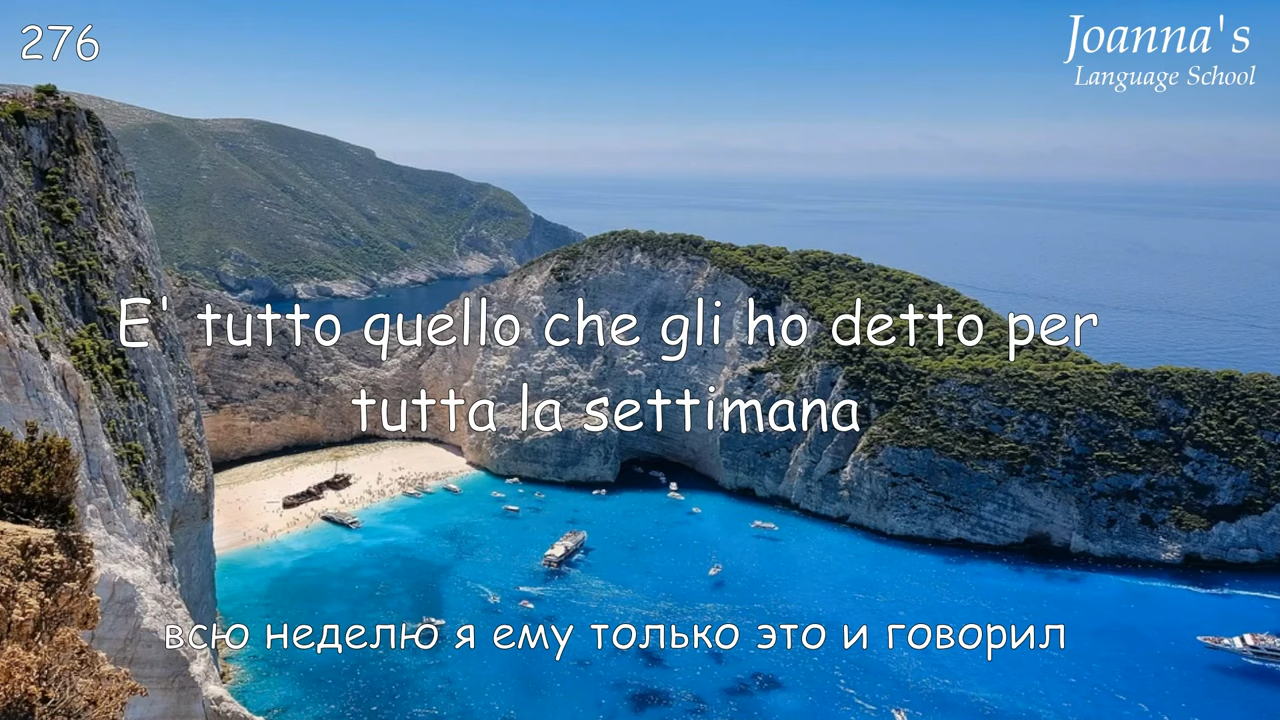 276
Joanna's
Language School
E' tutto quello che gli ho detto per
tutta la settimana
всю неделю я ему только это и говорил